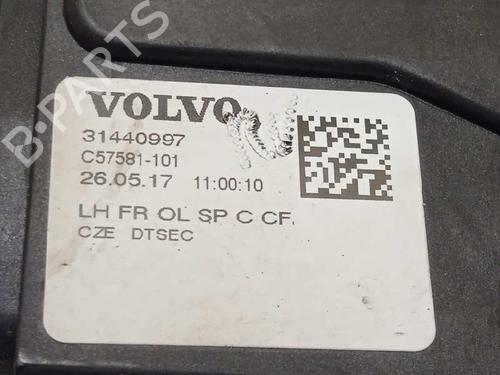 VOLVO
31440997
C57581-101
26.05.17 11:00:10
LH FR OL SP C CF.
CZE DTSEC
B-PARTS